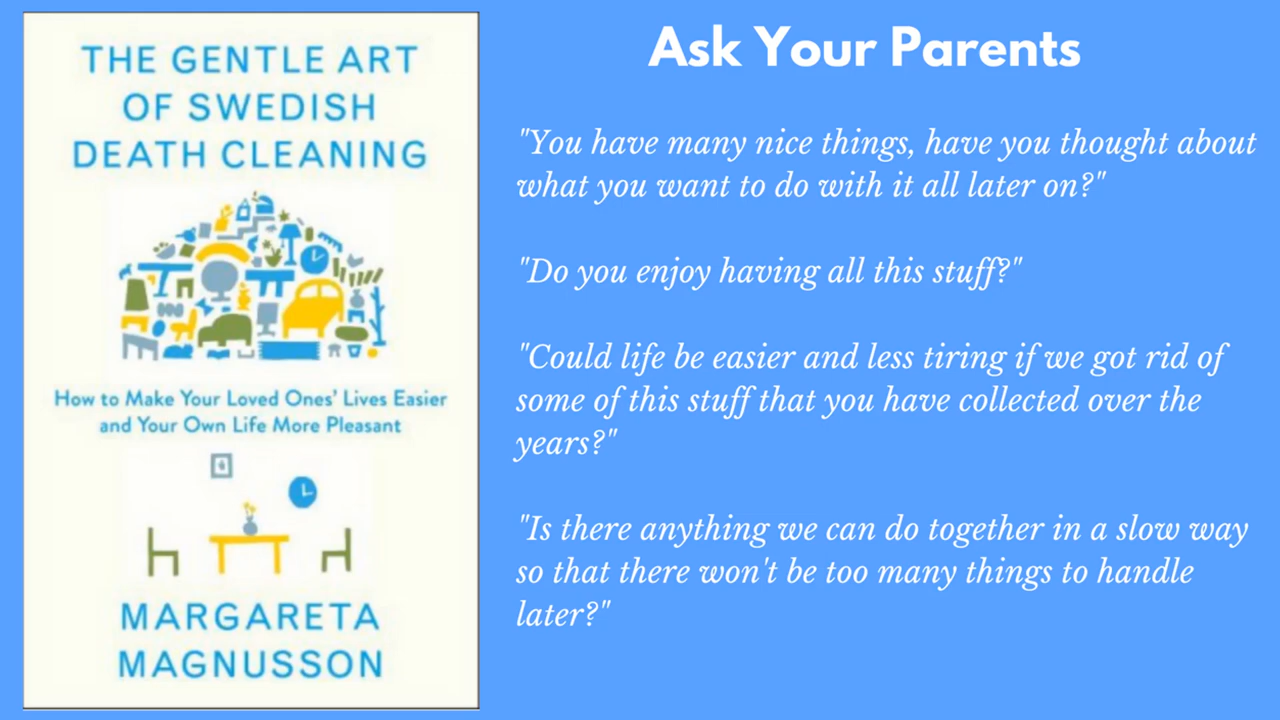 THE GENTLE ART
OF SWEDISH
DEATH CLEANING
How to Make Your Loved Ones' Lives Easier
and Your Own Life More Pleasant
MARGARETA
MAGNUSSON
Ask Your Parents
"You have many nice things, have you thought about
what you want to do with it all later on?"
"Do you enjoy having all this stuff?"
"Could life be easier and less tiring if we got rid of
some of this stuff that you have collected over the
years?"
"Is there anything we can do together in a slow way
so that there won't be too many things to handle
later?"